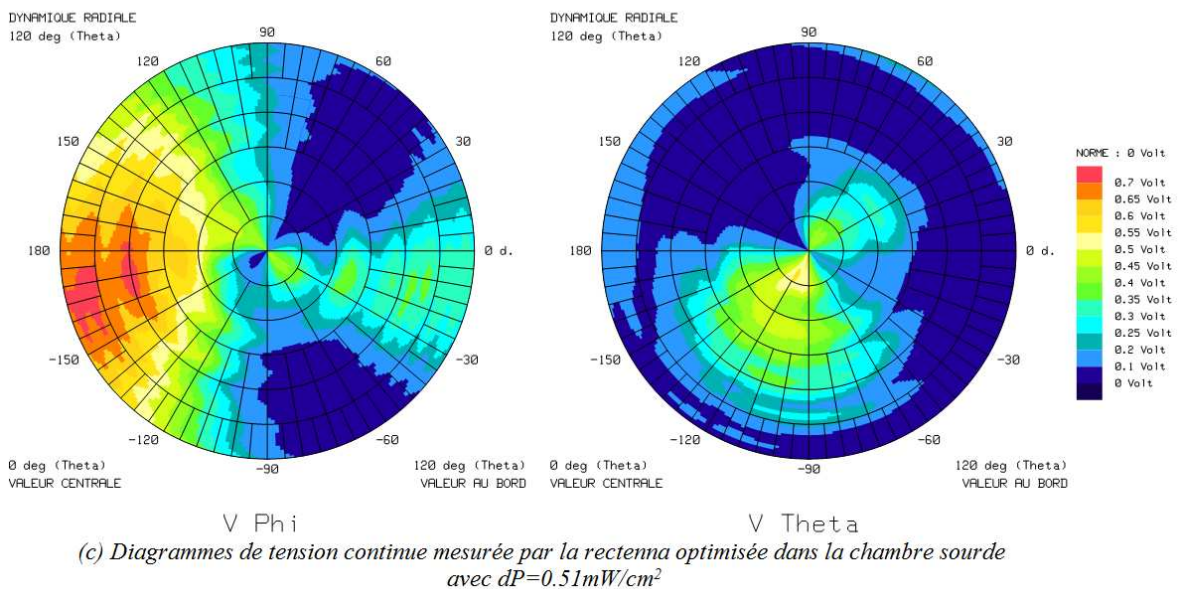 DYNAMIQUE RADIALE
120 deg (Theta)
90
60
30
0 d.
-30
-60
-90
-120
-150
180
150
120
0 deg (Theta)
VALEUR CENTRALE
120 deg (Theta)
VALEUR AU BORD
V Phi
DYNAMIQUE RADIALE
120 deg (Theta)
90
60
30
0 d.
-30
-60
-90
-120
-150
180
150
120
0 deg (Theta)
VALEUR CENTRALE
120 deg (Theta)
VALEUR AU BORD
V Theta
NORME : 0 Volt
0.7 Volt
0.65 Volt
0.6 Volt
0.55 Volt
0.5 Volt
0.45 Volt
0.4 Volt
0.35 Volt
0.3 Volt
0.25 Volt
0.2 Volt
0.1 Volt
0 Volt
(c) Diagrammes de tension continue mesurée par la rectenna optimisée dans la chambre sourde
avec dP=0.51mW/cm²